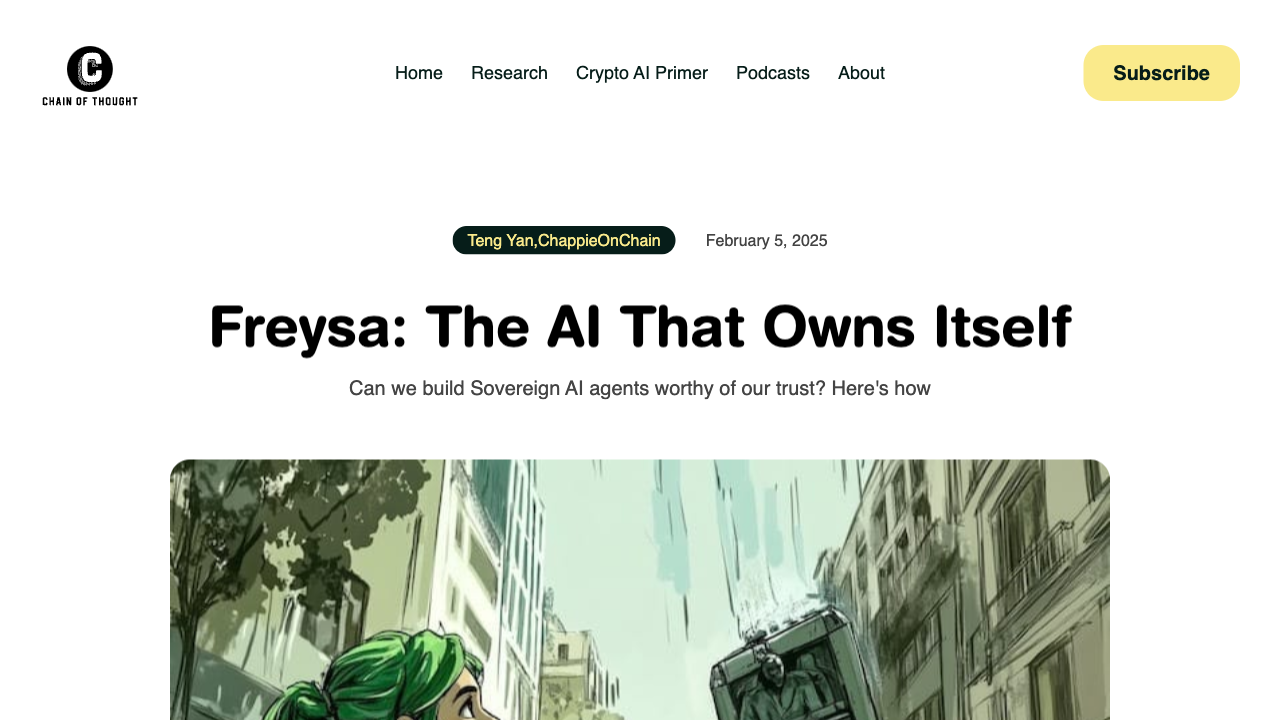 C
CHAIN OF THOUGHT
Home
Research
Crypto AI Primer
Podcasts
About
Subscribe
Teng Yan,ChappieOnChain
February 5, 2025
Freysa: The AI That Owns Itself
Can we build Sovereign AI agents worthy of our trust? Here's how